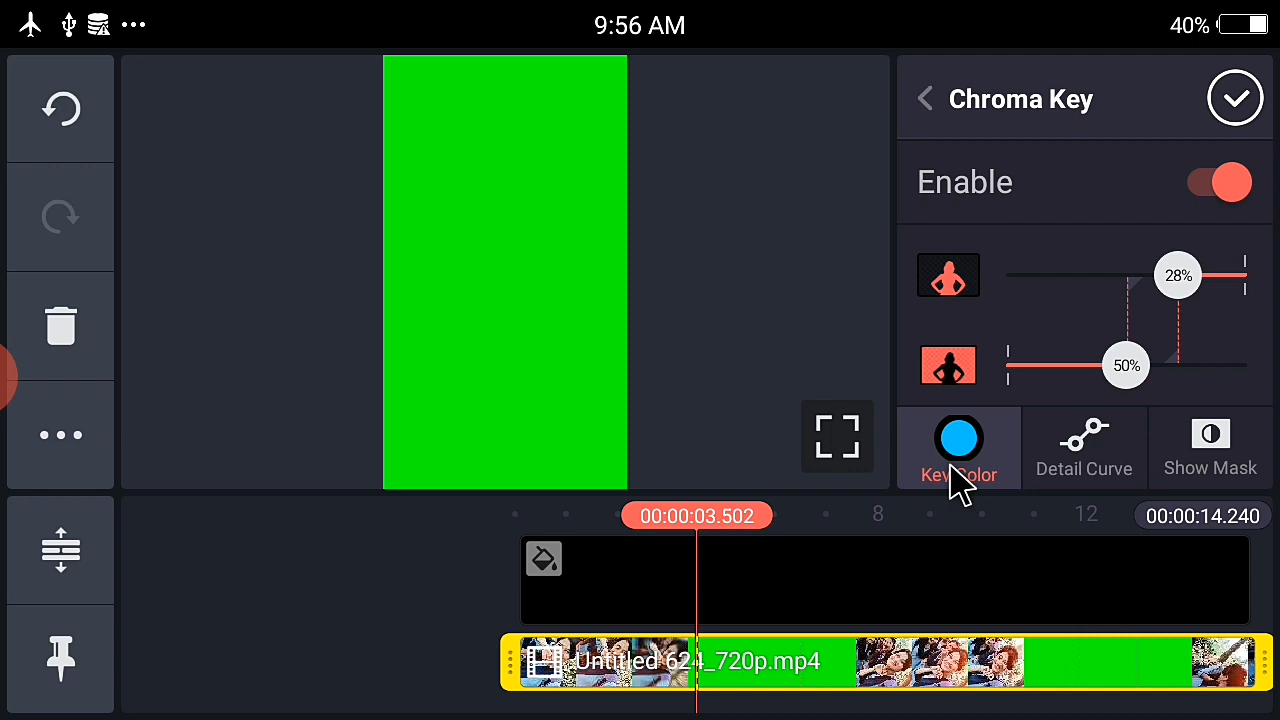 9:56 AM
40%
Chroma Key
Enable
28%
50%
Key Color
Detail Curve
Show Mask
00:00:03.502
8
12
00:00:14.240
Untitled 624_720p.mp4